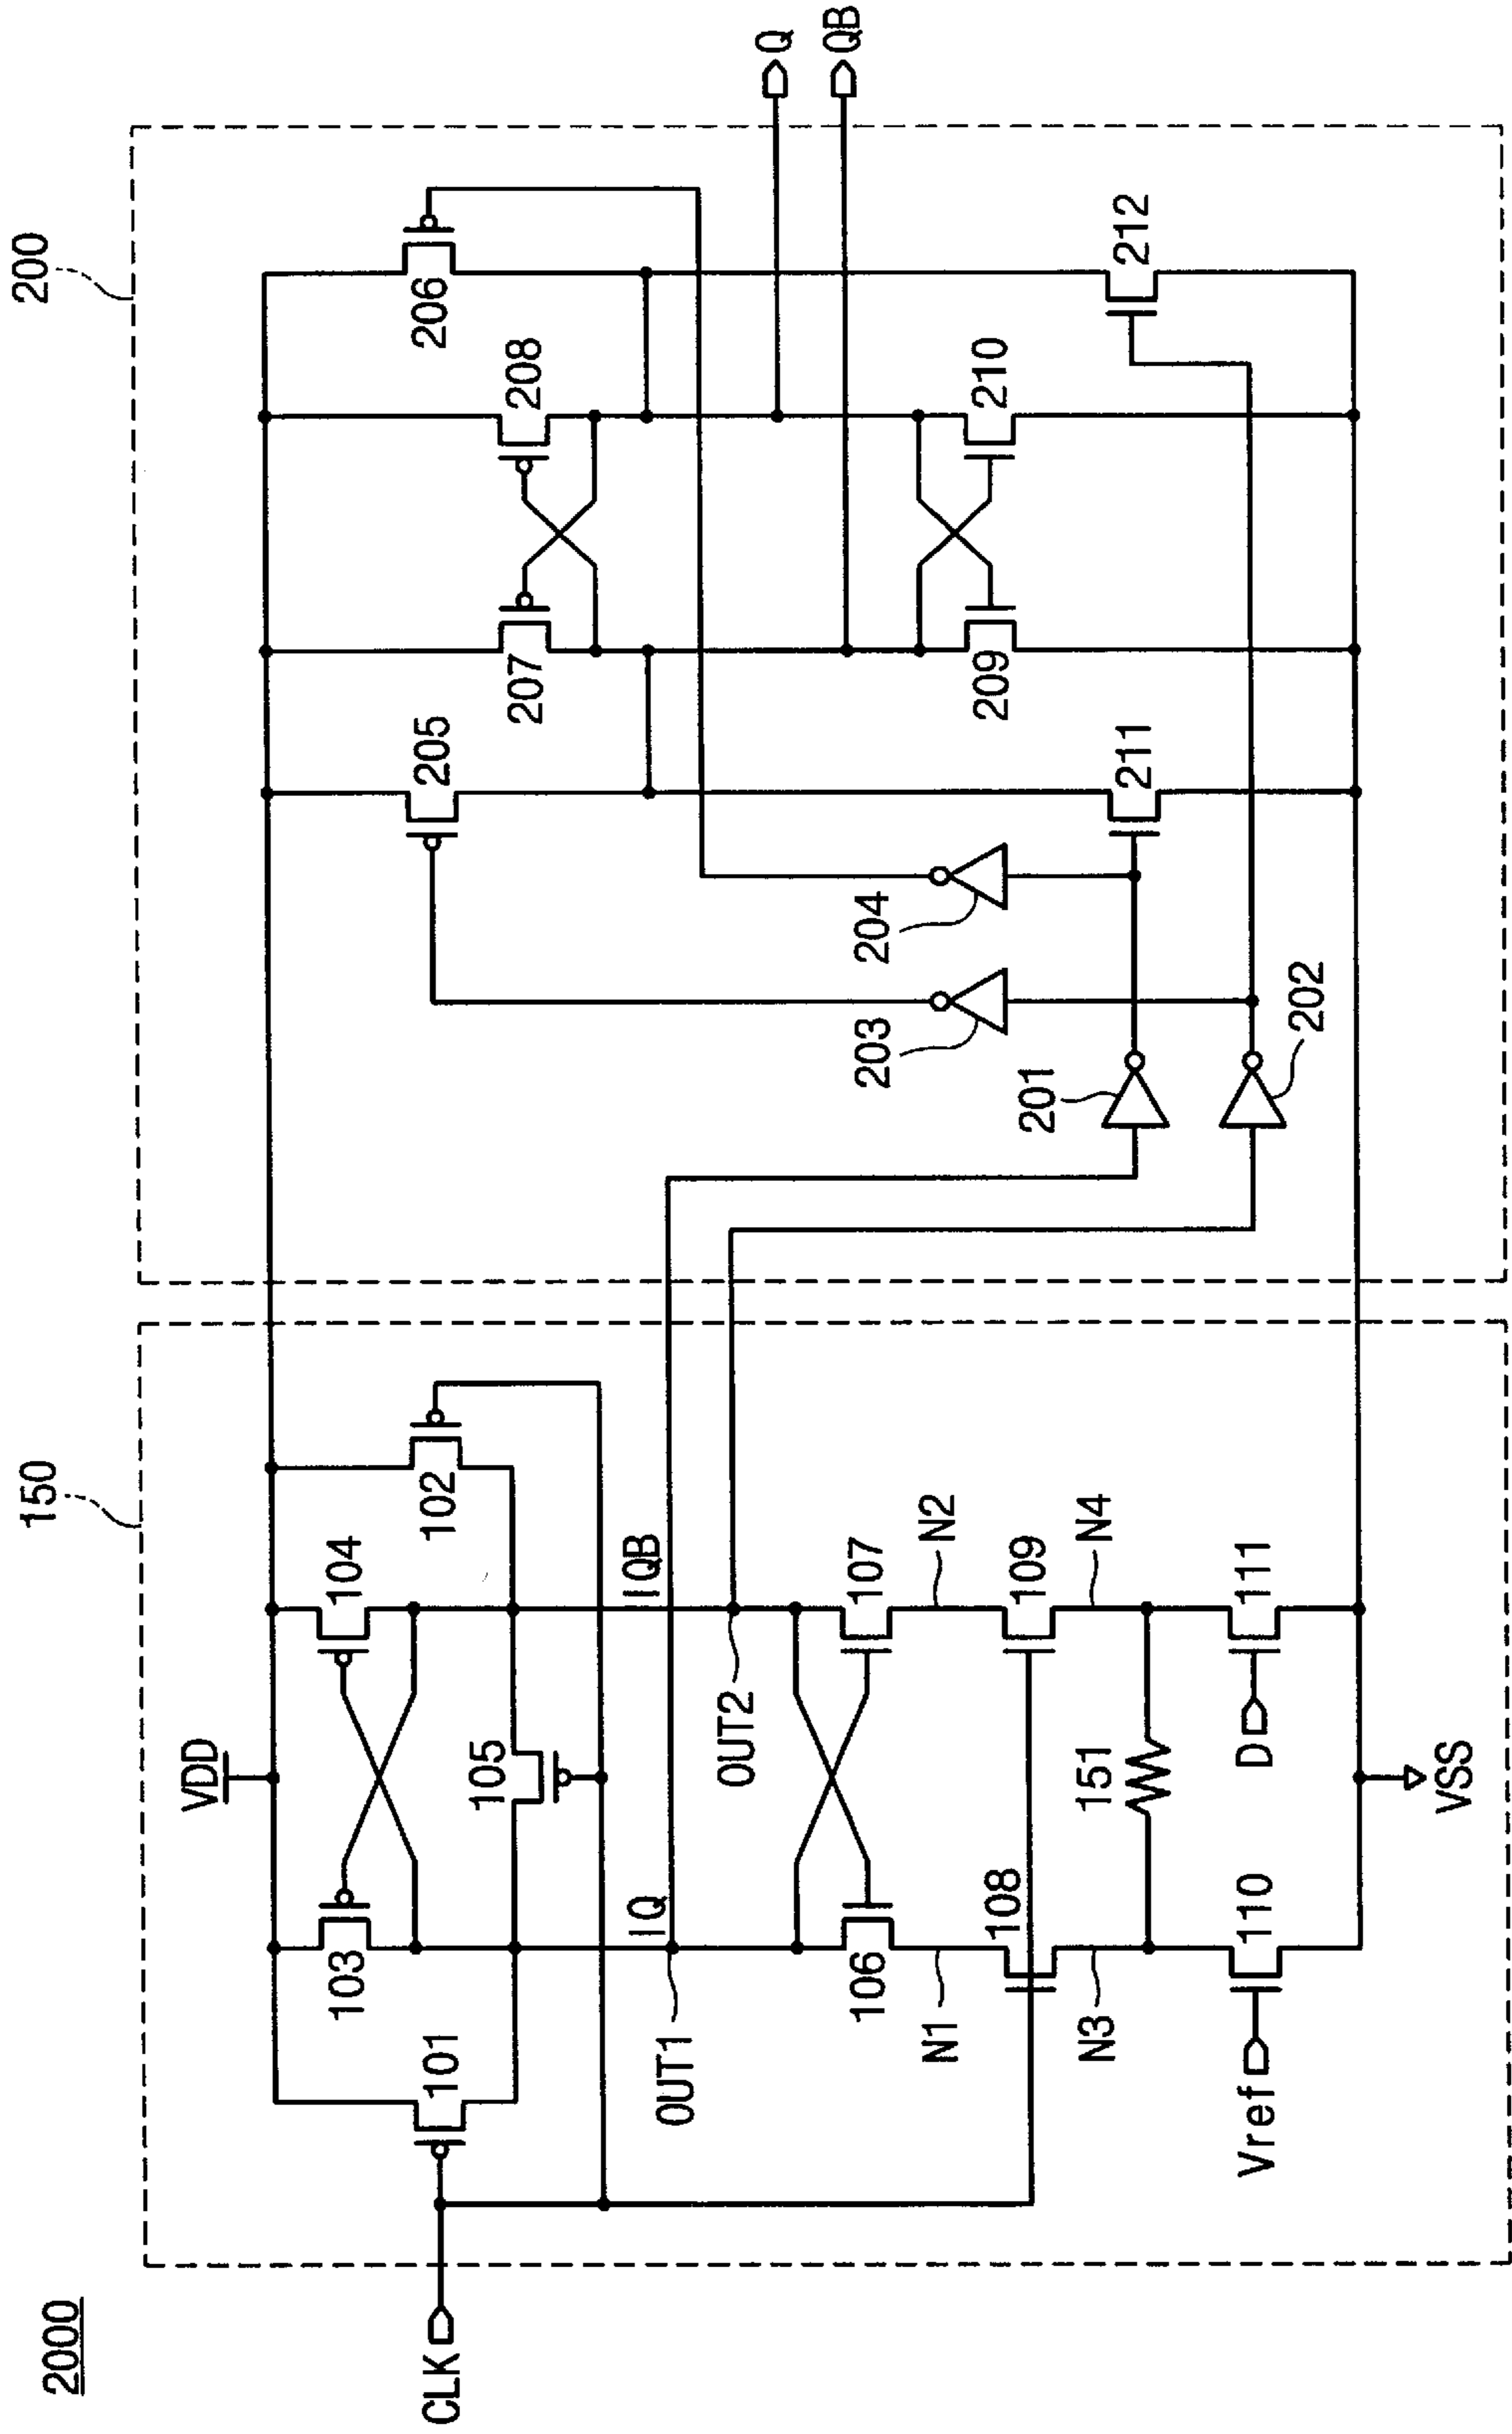 2000
150
200
VDD
CLK
101
103
104
102
105
IQ
IQB
OUT1
OUT2
106
107
N1
N2
108
109
N3
N4
151
Vref
110
D
111
VSS
201
202
203
204
205
206
207
208
209
210
211
212
Q
QB